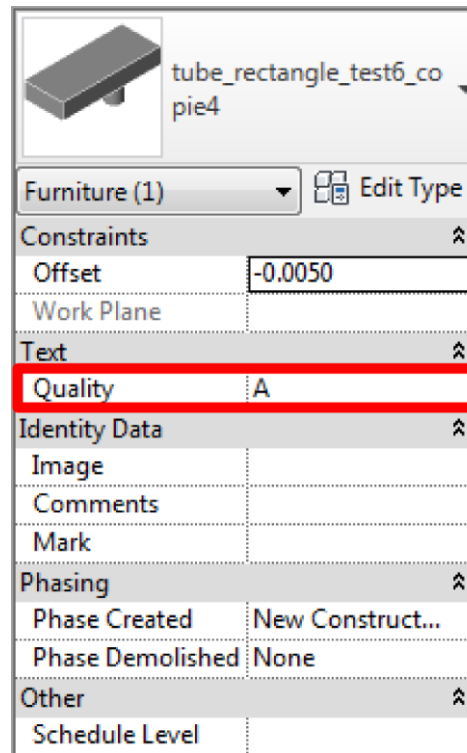 tube_rectangle_test6_co
pie4
Furniture (1) Edit Type
Constraints
Offset -0.0050
Work Plane
Text
Quality A
Identity Data
Image
Comments
Mark
Phasing
Phase Created New Construct...
Phase Demolished None
Other
Schedule Level